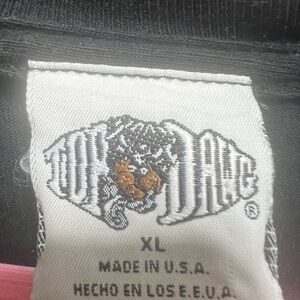 TOP DAWG ®
XL
MADE IN U.S.A.
HECHO EN LOS E.E.U.A.